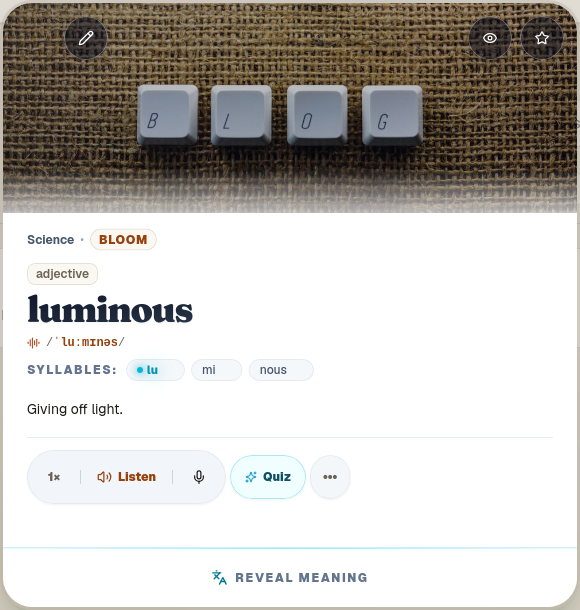 B L O G
Science · BLOOM
adjective
luminous
/ˈluːmɪnəs/
SYLLABLES: lu mi nous
Giving off light.
1× Listen Quiz •••
REVEAL MEANING